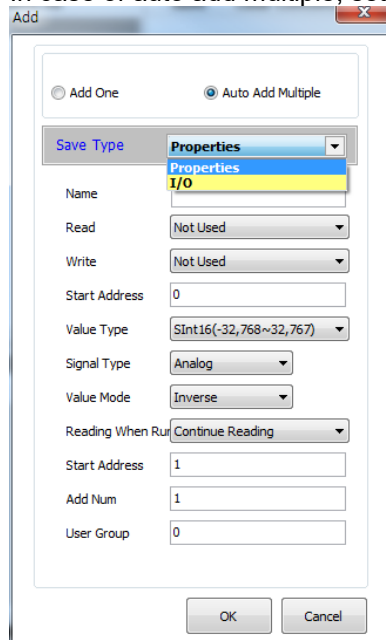 Add
Add One
Auto Add Multiple
Save Type
Properties
Properties
I/O
Name
Read
Not Used
Write
Not Used
Start Address
0
Value Type
SInt16(-32,768~32,767)
Signal Type
Analog
Value Mode
Inverse
Reading When Rur
Continue Reading
Start Address
1
Add Num
1
User Group
0
OK
Cancel